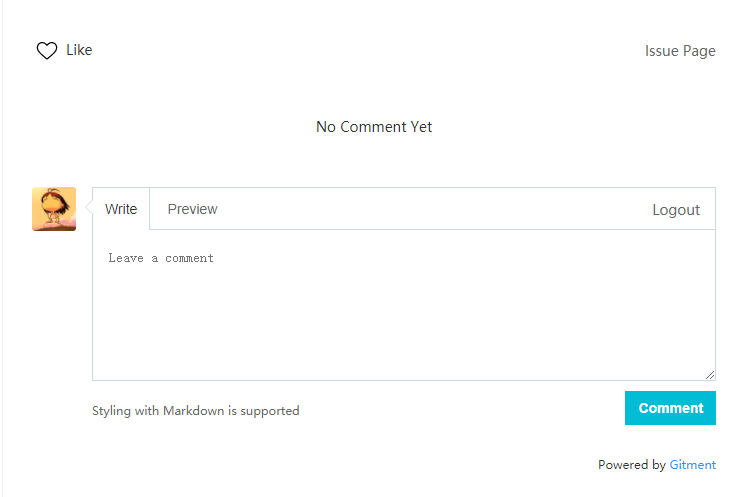 Like
Issue Page
No Comment Yet
Write
Preview
Logout
Leave a comment
Styling with Markdown is supported
Comment
Powered by Gitment